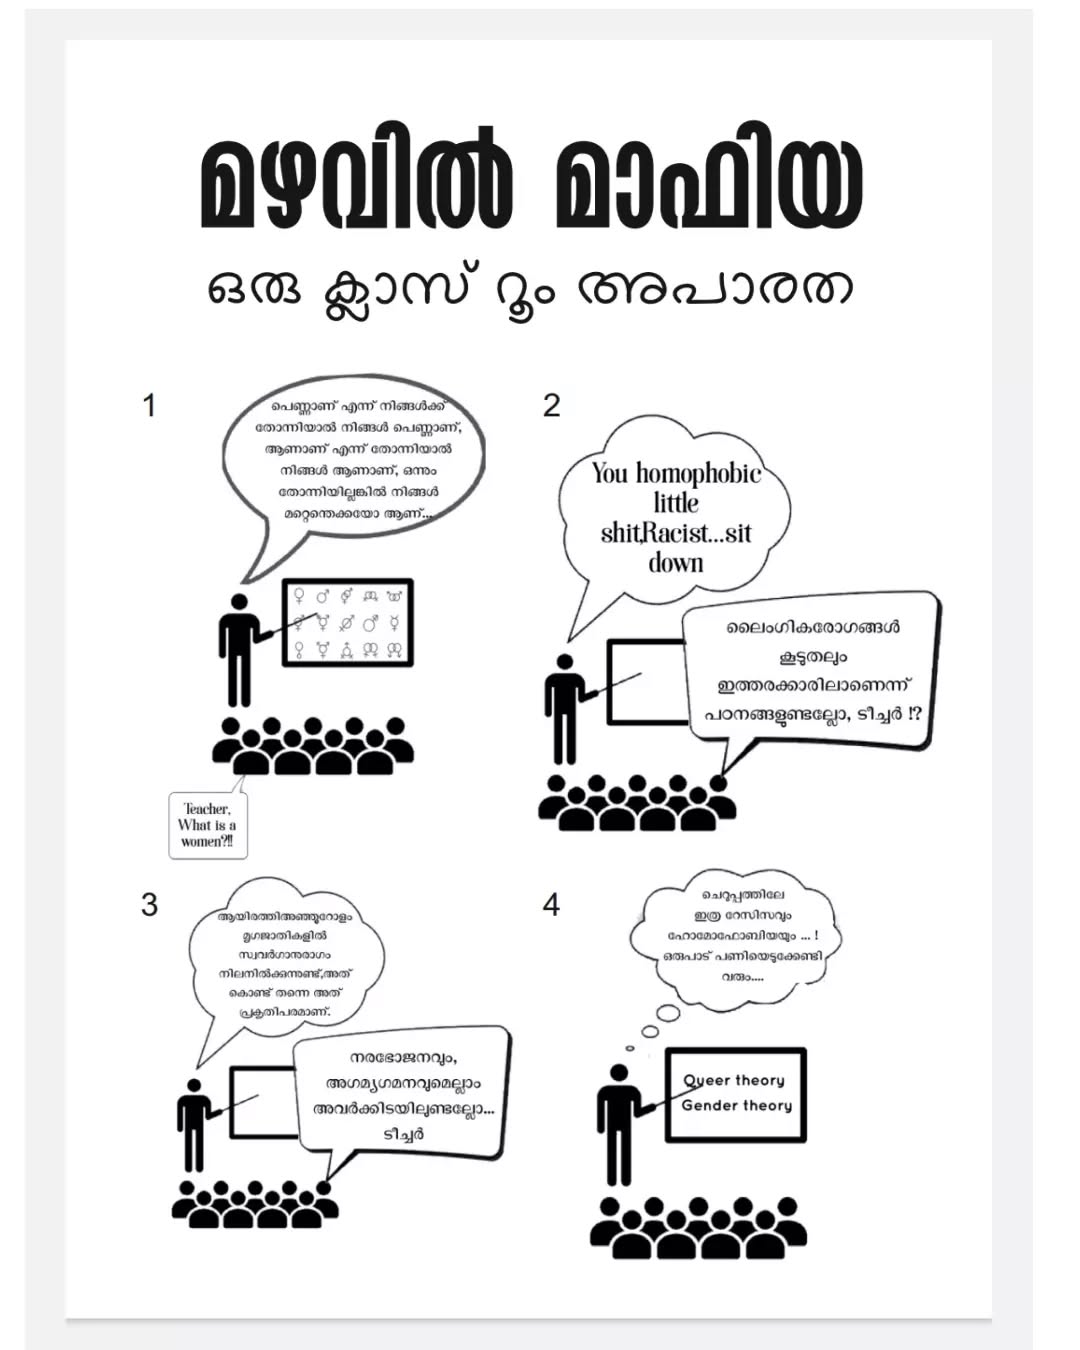 മഴവിൽ മാഫിയ
ഒരു ക്ലാസ് റൂം അപാരത
1
പെണ്ണാണ് എന്ന് നിങ്ങൾക്ക്
തോന്നിയാൽ നിങ്ങൾ പെണ്ണാണ്,
ആണാണ് എന്ന് തോന്നിയാൽ
നിങ്ങൾ ആണാണ്, ഒന്നും
തോന്നിയില്ലങ്കിൽ നിങ്ങൾ
മറ്റെന്തെക്കയോ ആണ്...
Teacher,
What is a
women?!!
2
You homophobic
little
shit,Racist...sit
down
ലൈംഗികരോഗങ്ങൾ
കൂടുതലും
ഇത്തരക്കാരിലാണെന്ന്
പഠനങ്ങളുണ്ടല്ലോ, ടീച്ചർ !?
3
ആയിരത്തിഅഞ്ഞൂറോളം
മൃഗജാതികളിൽ
സ്വവർഗാനുരാഗം
നിലനിൽക്കുന്നുണ്ട്,അത്
കൊണ്ട് തന്നെ അത്
പ്രകൃതിപരമാണ്.
നരഭോജനവും,
അഗമ്യഗമനവുമെല്ലാം
അവർക്കിടയിലുണ്ടല്ലോ...
ടീച്ചർ
4
ചെറുപ്പത്തിലേ
ഇത്ര റേസിസവും
ഹോമോഫോബിയയും ... !
ഒരുപാട് പണിയെടുക്കേണ്ടി
വരും....
Queer theory
Gender theory